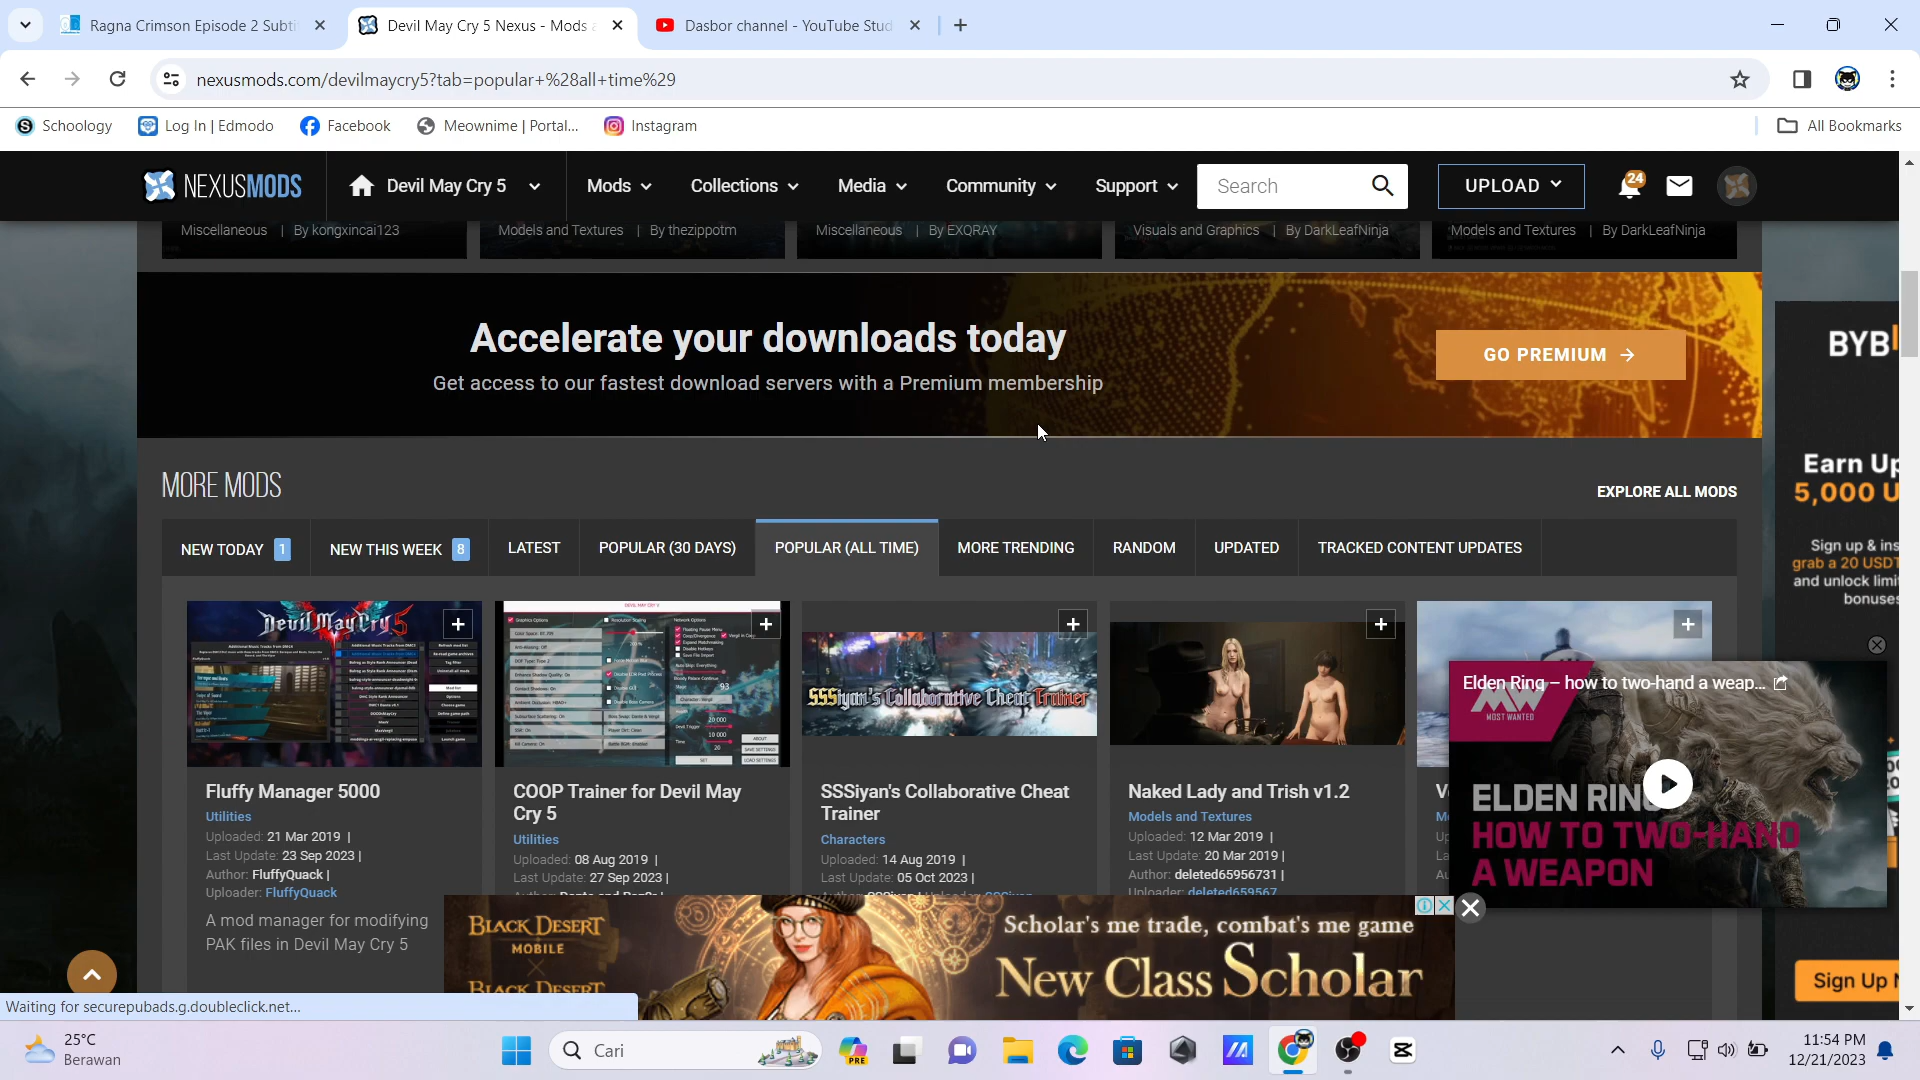 Ragna Crimson Episode 2 Subti
Devil May Cry 5 Nexus - Mods a
Dasbor channel - YouTube Stud
nexusmods.com/devilmaycry5?tab=popular+%28all+time%29
Schoology
Log In | Edmodo
Facebook
Meownime | Portal...
Instagram
All Bookmarks
NEXUSMODS
Devil May Cry 5
Mods
Collections
Media
Community
Support
Search
UPLOAD
24
Miscellaneous | By kongxincai123
Models and Textures | By thezippotm
Miscellaneous | By EXQRAY
Visuals and Graphics | By DarkLeafNinja
Models and Textures | By DarkLeafNinja
Accelerate your downloads today
Get access to our fastest download servers with a Premium membership
GO PREMIUM
BYB
Earn Up
5,000 U
Sign up & ins
grab a 20 USDT
and unlock limi
bonuses
MORE MODS
EXPLORE ALL MODS
NEW TODAY 1
NEW THIS WEEK 8
LATEST
POPULAR (30 DAYS)
POPULAR (ALL TIME)
MORE TRENDING
RANDOM
UPDATED
TRACKED CONTENT UPDATES
Devil May Cry 5
SSSiyan's Collaborative Cheat Trainer
Fluffy Manager 5000
Utilities
Uploaded: 21 Mar 2019 |
Last Update: 23 Sep 2023 |
Author: FluffyQuack |
Uploader: FluffyQuack
A mod manager for modifying
PAK files in Devil May Cry 5
COOP Trainer for Devil May
Cry 5
Utilities
Uploaded: 08 Aug 2019 |
Last Update: 27 Sep 2023 |
SSSiyan's Collaborative Cheat
Trainer
Characters
Uploaded: 14 Aug 2019 |
Last Update: 05 Oct 2023 |
Naked Lady and Trish v1.2
Models and Textures
Uploaded: 12 Mar 2019 |
Last Update: 20 Mar 2019 |
Author: deleted65956731 |
Uploader: deleted659567
Elden Ring – how to two-hand a weap...
MOST WANTED
ELDEN RING
HOW TO TWO-HAND
A WEAPON
BLACK DESERT
MOBILE
BLACK DESERT
Scholar's me trade, combat's me game
New Class Scholar
Sign Up N
Waiting for securepubads.g.doubleclick.net...
25°C
Berawan
Cari
PRE
11:54 PM
12/21/2023